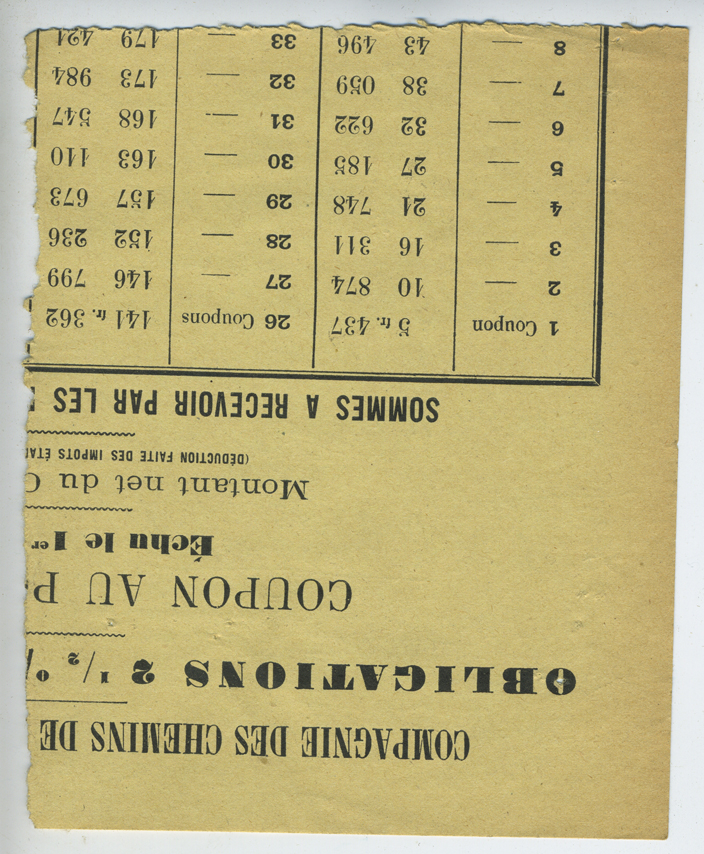 COMPAGNIE DES CHEMINS DE
OBLIGATIONS 2 1/2 %
COUPON AU P
Échu le 1er
Montant net du C
(DÉDUCTION FAITE DES IMPOTS ÉTA
SOMMES A RECEVOIR PAR LES
1 Coupon 5 fr. 437 26 Coupons 141 fr. 362
2 — 10 874 27 — 146 799
3 — 16 311 28 — 152 236
4 — 21 748 29 — 157 673
5 — 27 185 30 — 163 110
6 — 32 622 31 — 168 547
7 — 38 059 32 — 173 984
8 — 43 496 33 — 179 421